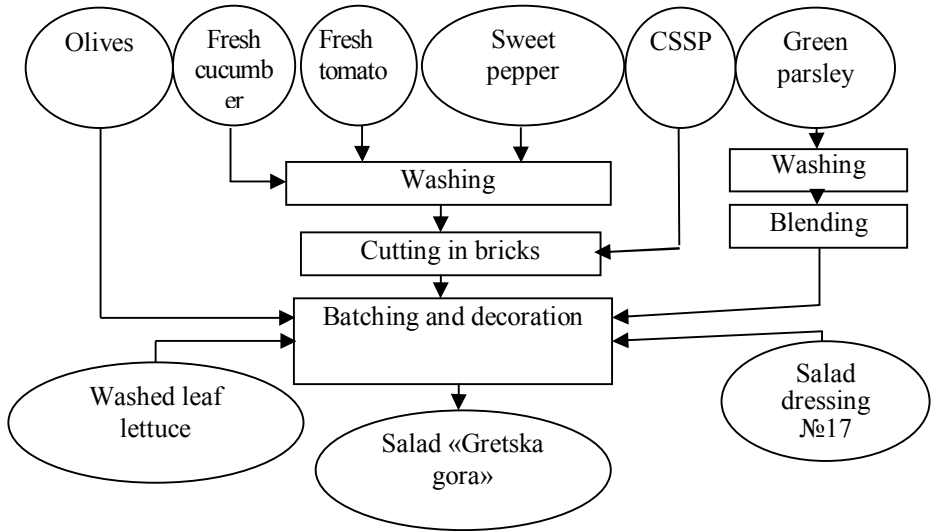 Olives
Fresh
cucumb
er
Fresh
tomato
Sweet
pepper
CSSP
Green
parsley
Washing
Washing
Blending
Cutting in bricks
Batching and decoration
Washed leaf
lettuce
Salad
dressing
№17
Salad «Gretska
gora»